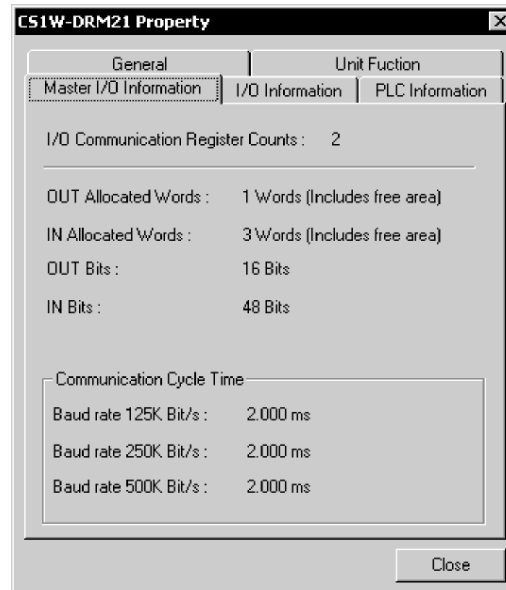 CS1W-DRM21 Property
General
Unit Fuction
Master I/O Information
I/O Information
PLC Information
I/O Communication Register Counts : 2
OUT Allocated Words : 1 Words (Includes free area)
IN Allocated Words : 3 Words (Includes free area)
OUT Bits : 16 Bits
IN Bits : 48 Bits
Communication Cycle Time
Baud rate 125K Bit/s : 2.000 ms
Baud rate 250K Bit/s : 2.000 ms
Baud rate 500K Bit/s : 2.000 ms
Close